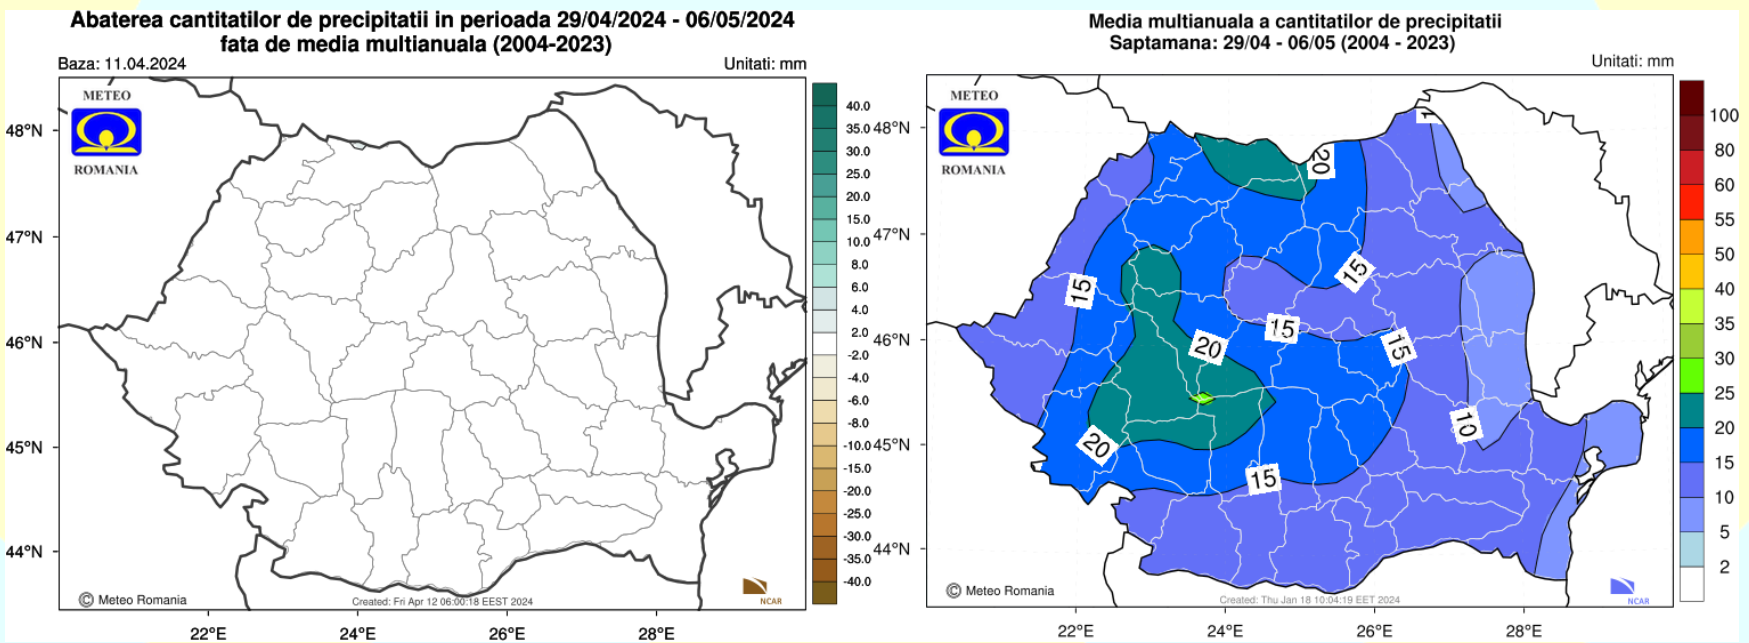 Abaterea cantitatilor de precipitatii in perioada 29/04/2024 - 06/05/2024
fata de media multianuala (2004-2023)
Baza: 11.04.2024
Unitati: mm
METEO
ROMANIA
48°N
47°N
46°N
45°N
44°N
22°E
24°E
26°E
28°E
40.0
35.0
30.0
25.0
20.0
15.0
10.0
8.0
6.0
4.0
2.0
-2.0
-4.0
-6.0
-8.0
-10.0
-15.0
-20.0
-25.0
-30.0
-35.0
-40.0
© Meteo Romania
Created: Fri Apr 12 06:00:18 EEST 2024
NCAR
Media multianuala a cantitatilor de precipitatii
Saptamana: 29/04 - 06/05 (2004 - 2023)
Unitati: mm
METEO
ROMANIA
48°N
47°N
46°N
45°N
44°N
22°E
24°E
26°E
28°E
1
20
15
15
15
20
15
10
20
15
100
80
60
55
50
40
35
30
25
20
15
10
5
2
© Meteo Romania
Created: Thu Jan 18 10:04:19 EET 2024
NCAR